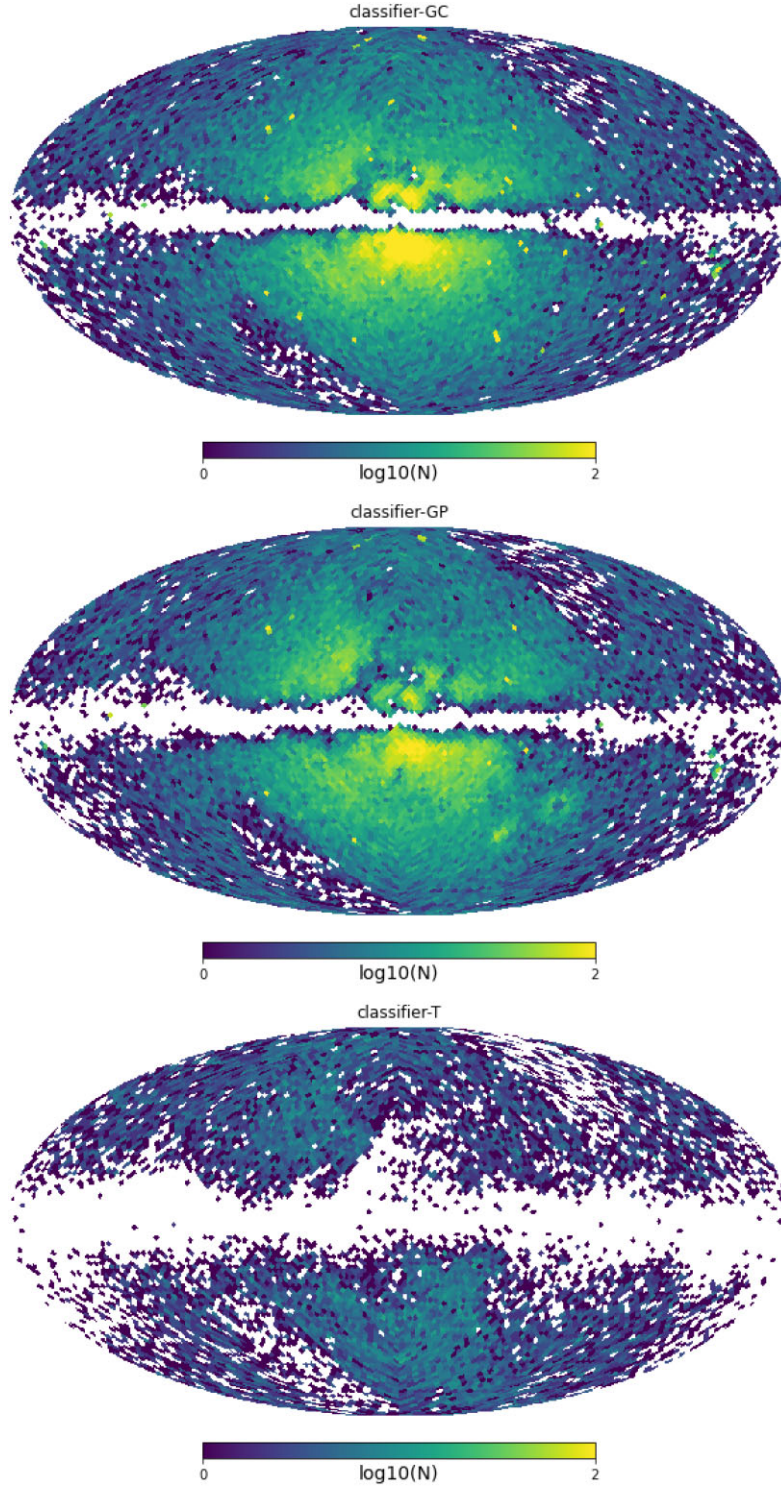 classifier-GC
0 2
log10(N)
classifier-GP
0 2
log10(N)
classifier-T
0 2
log10(N)